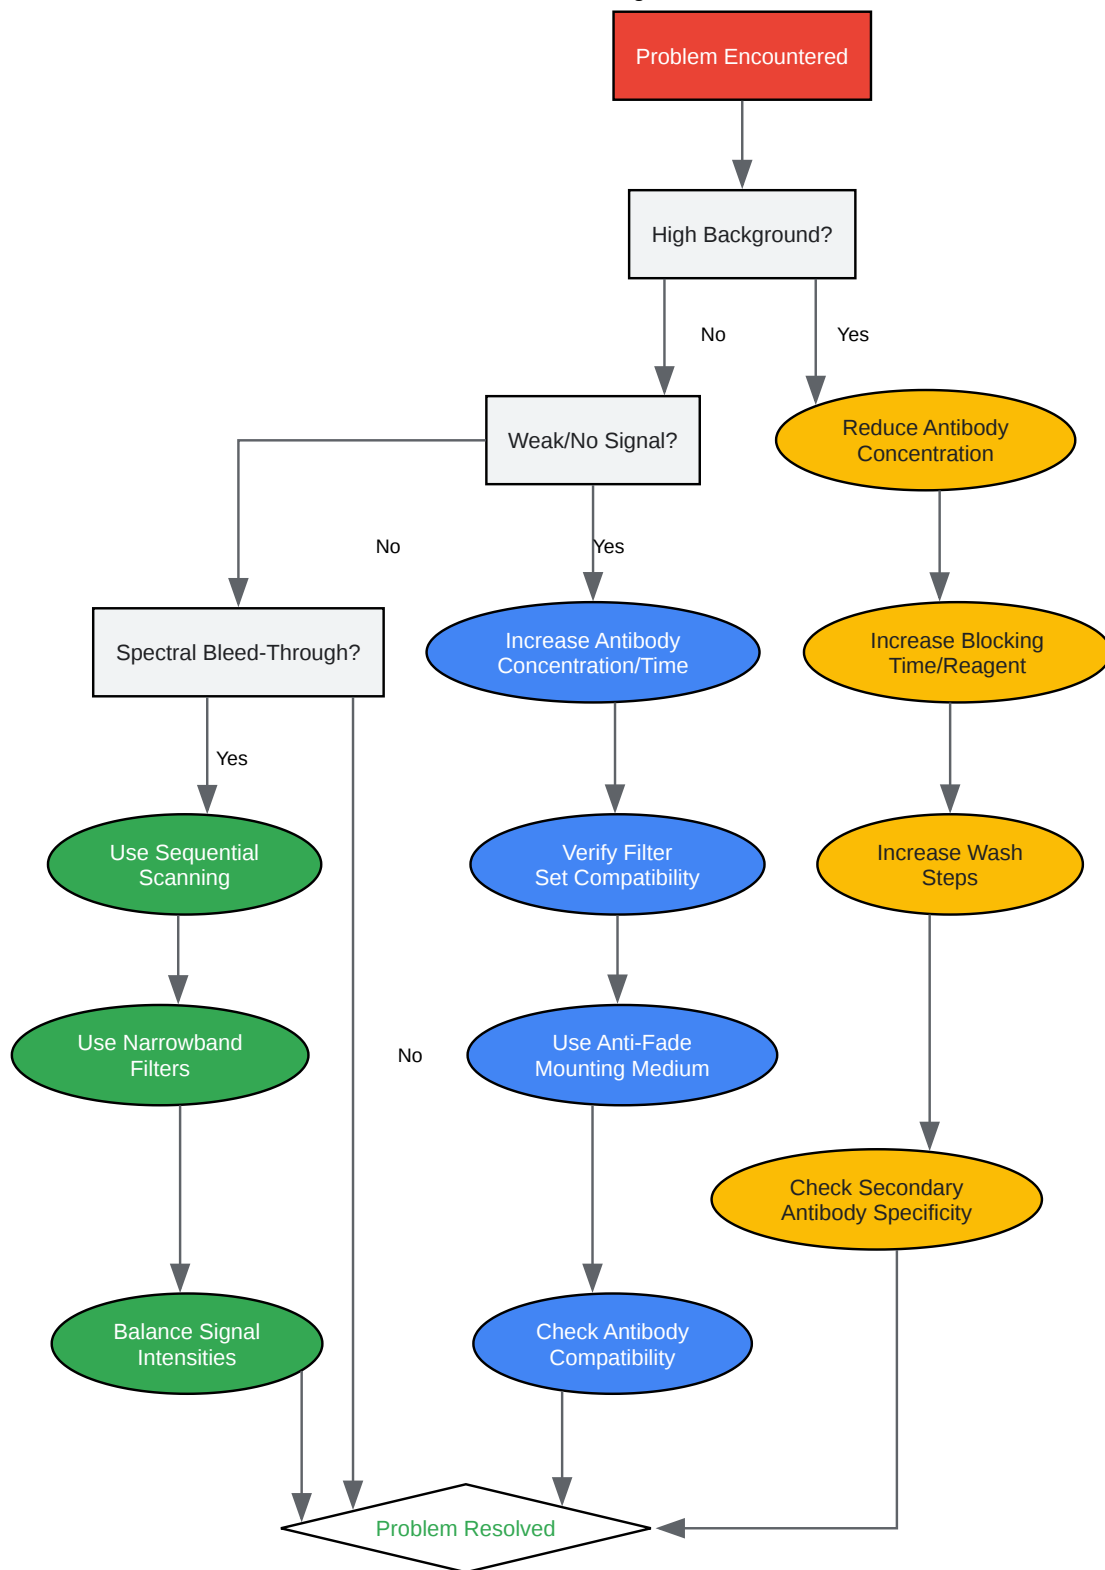 Problem Encountered
High Background?
No
Yes
Weak/No Signal?
Reduce Antibody
Concentration
No
Yes
Spectral Bleed-Through?
Increase Antibody
Concentration/Time
Increase Blocking
Time/Reagent
Yes
Use Sequential
Scanning
Verify Filter
Set Compatibility
Increase Wash
Steps
Use Narrowband
Filters
No
Use Anti-Fade
Mounting Medium
Check Secondary
Antibody Specificity
Balance Signal
Intensities
Check Antibody
Compatibility
Problem Resolved